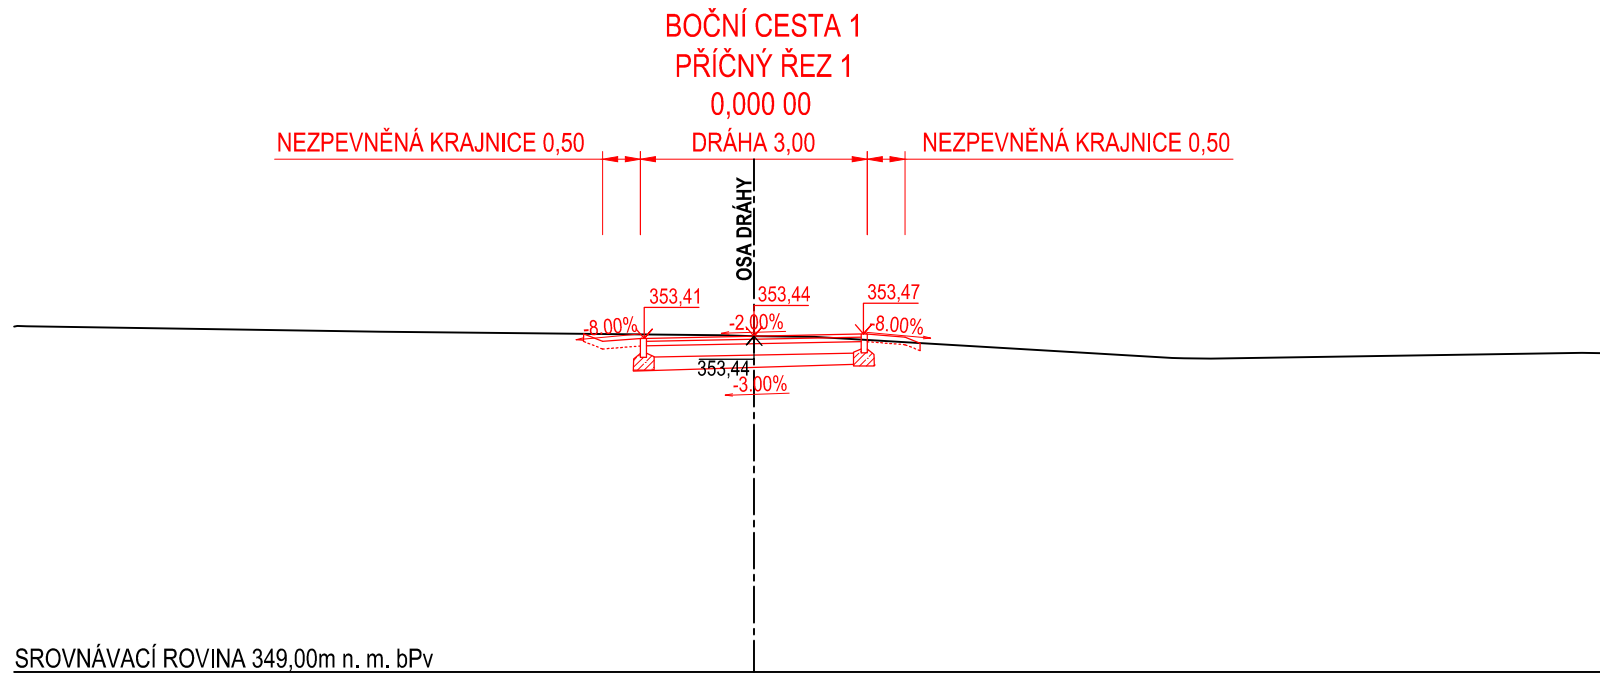 BOČNÍ CESTA 1
PŘÍČNÝ ŘEZ 1
0,000 00
NEZPEVNĚNÁ KRAJNICE 0,50
DRÁHA 3,00
NEZPEVNĚNÁ KRAJNICE 0,50
OSA DRÁHY
353,41
353,44
353,47
-8.00%
-2.00%
-8.00%
353,44
-3.00%
SROVNÁVACÍ ROVINA 349,00m n. m. bPv